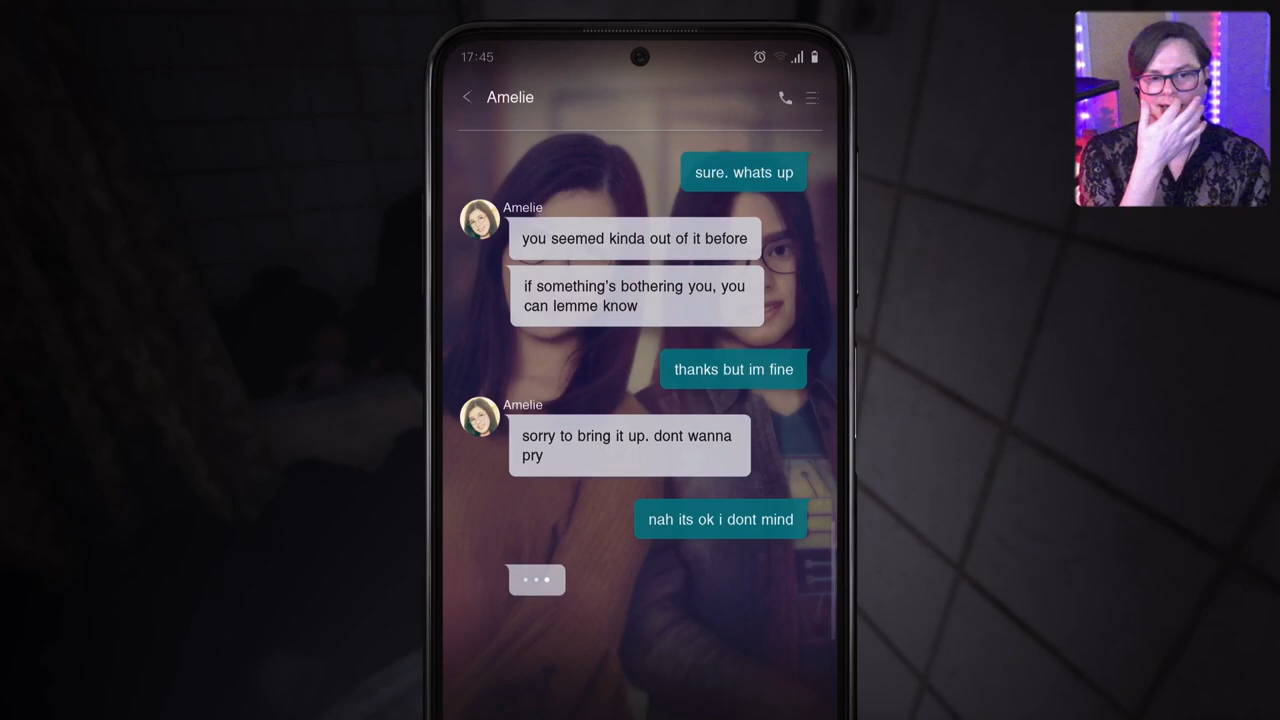 17:45
Amelie
sure. whats up
Amelie
you seemed kinda out of it before
if something's bothering you, you
can lemme know
thanks but im fine
Amelie
sorry to bring it up. dont wanna
pry
nah its ok i dont mind